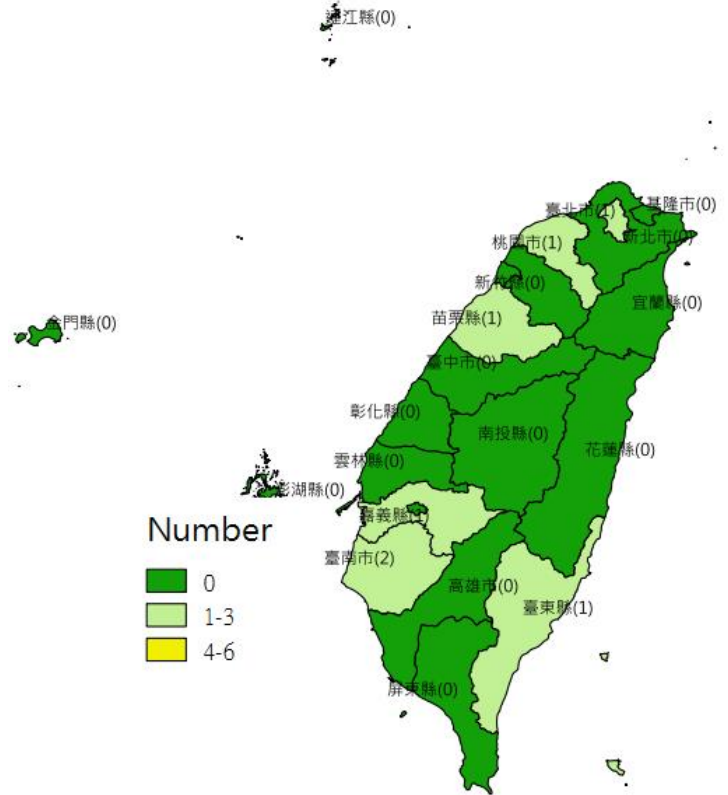 連江縣(0)
基隆市(0)
臺北市(1)
新北市(0)
桃園市(1)
新竹縣(0)
宜蘭縣(0)
苗栗縣(1)
金門縣(0)
臺中市(0)
彰化縣(0)
南投縣(0)
花蓮縣(0)
雲林縣(0)
澎湖縣(0)
嘉義縣(1)
Number
臺南市(2)
0
高雄市(0)
1-3
臺東縣(1)
4-6
屏東縣(0)